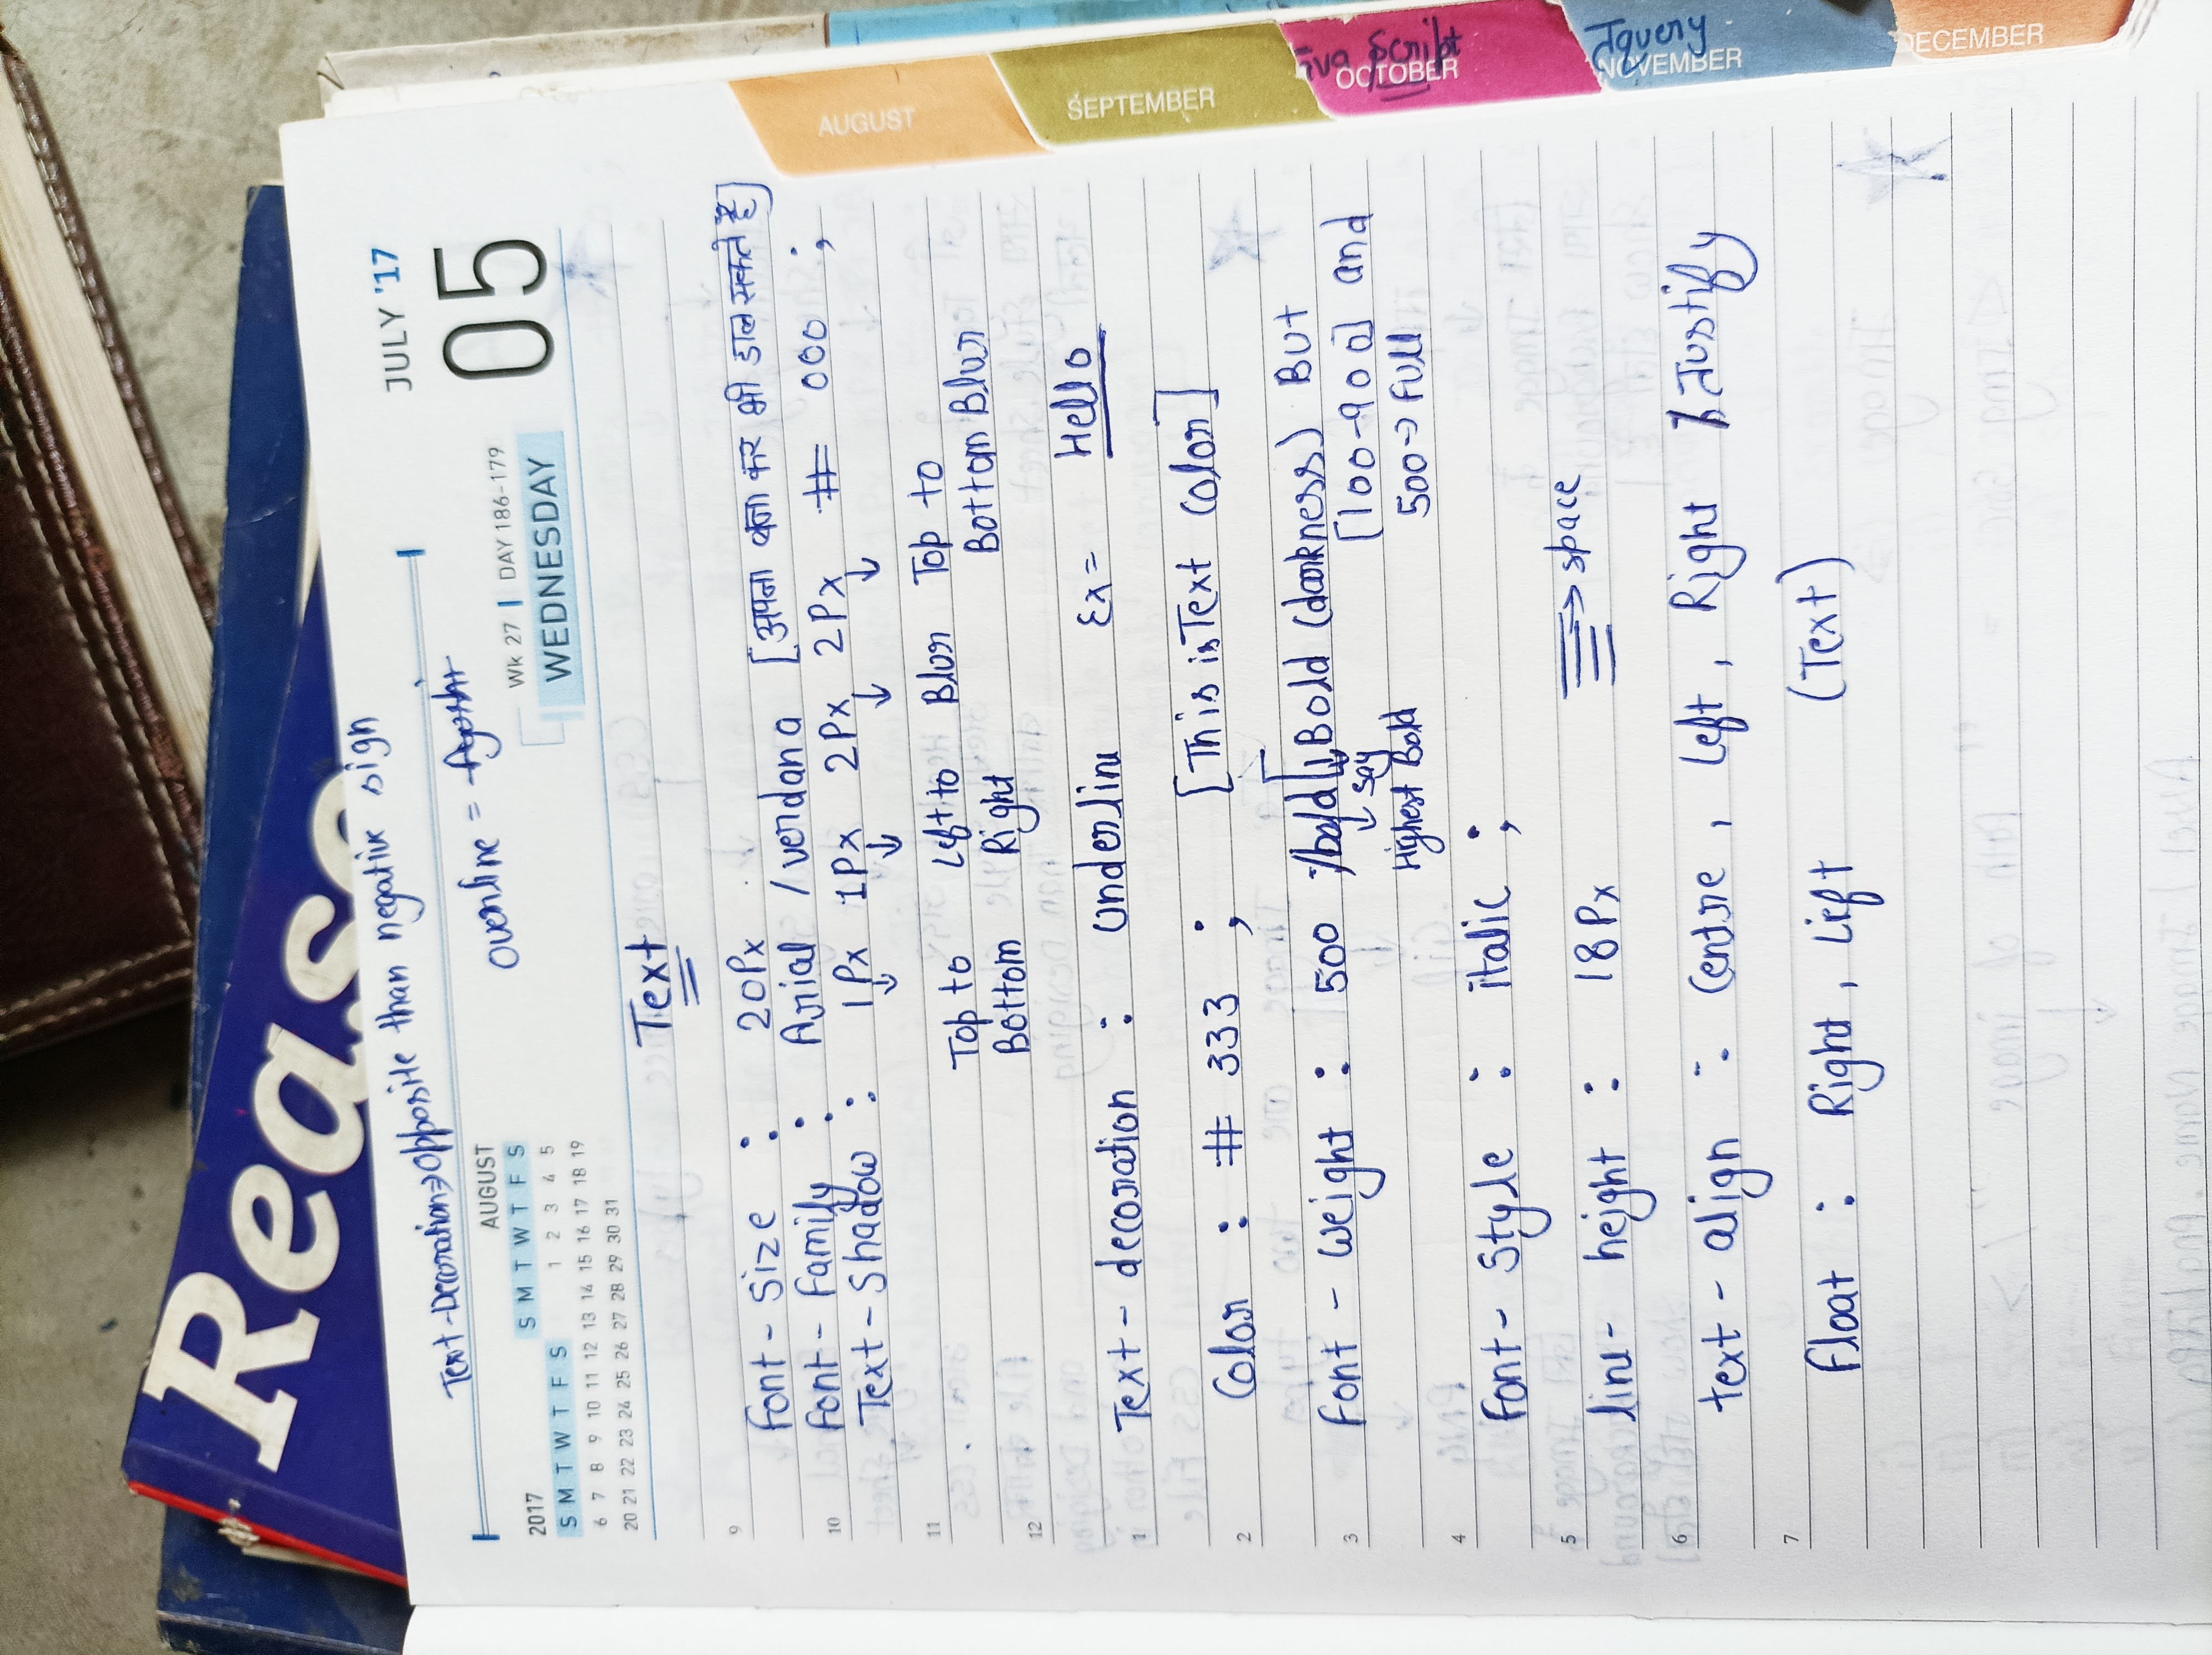 Reaso
Text-Decoration⇒opposite than negative sign
overline = Ayushi
JULY '17
05
Wk 27 | DAY 186-179
WEDNESDAY
AUGUST
2017
S M T W T F S S M T W T F S
1 2 3 4 5
6 7 8 9 10 11 12 13 14 15 16 17 18 19
20 21 22 23 24 25 26 27 28 29 30 31
Text
9
font-size : 20Px
font-family : Arial /verdana [अपना बना कर भी डाल सकते है]
10
Text-Shadow : 1Px 1Px 2Px 2Px # 000 ;
11
Top to Left to Blur Top to
Bottom Right Bottom Blur
12
Text-decoration : Underline Ex = Hello
1
Color : # 333 ; [This is Text Color]
2
font-weight : 500 /bold [↓ Bold (darkness) But
3
↓ say [100-900] and
Highest Bold 500→full
4
font-style : italic ;
5
line-height : 18Px → space
6
text-align : Centre, Left, Right / Justify
7
float : Right, Left (Text)
AUGUST
SEPTEMBER
OCTOBER
Script
NOVEMBER
Jquery
DECEMBER